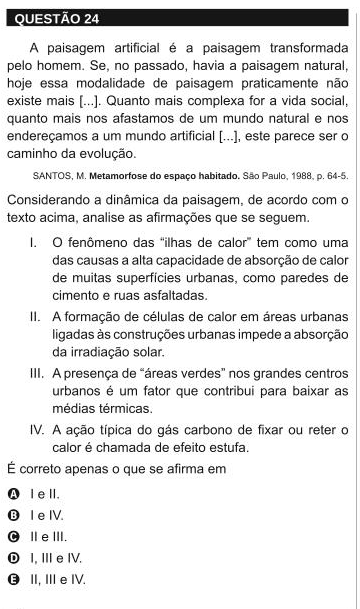 QUESTÃO 24
A paisagem artificial é a paisagem transformada
pelo homem. Se, no passado, havia a paisagem natural,
hoje essa modalidade de paisagem praticamente não
existe mais [...]. Quanto mais complexa for a vida social,
quanto mais nos afastamos de um mundo natural e nos
endereçamos a um mundo artificial [...], este parece ser o
caminho da evolução.
SANTOS, M. Metamorfose do espaço habitado. São Paulo, 1988, p. 64-5.
Considerando a dinâmica da paisagem, de acordo com o
texto acima, analise as afirmações que se seguem.
I. O fenômeno das “ilhas de calor” tem como uma
das causas a alta capacidade de absorção de calor
de muitas superfícies urbanas, como paredes de
cimento e ruas asfaltadas.
II. A formação de células de calor em áreas urbanas
ligadas às construções urbanas impede a absorção
da irradiação solar.
III. A presença de “áreas verdes” nos grandes centros
urbanos é um fator que contribui para baixar as
médias térmicas.
IV. A ação típica do gás carbono de fixar ou reter o
calor é chamada de efeito estufa.
É correto apenas o que se afirma em
A I e II.
B I e IV.
C II e III.
D I, III e IV.
E II, III e IV.